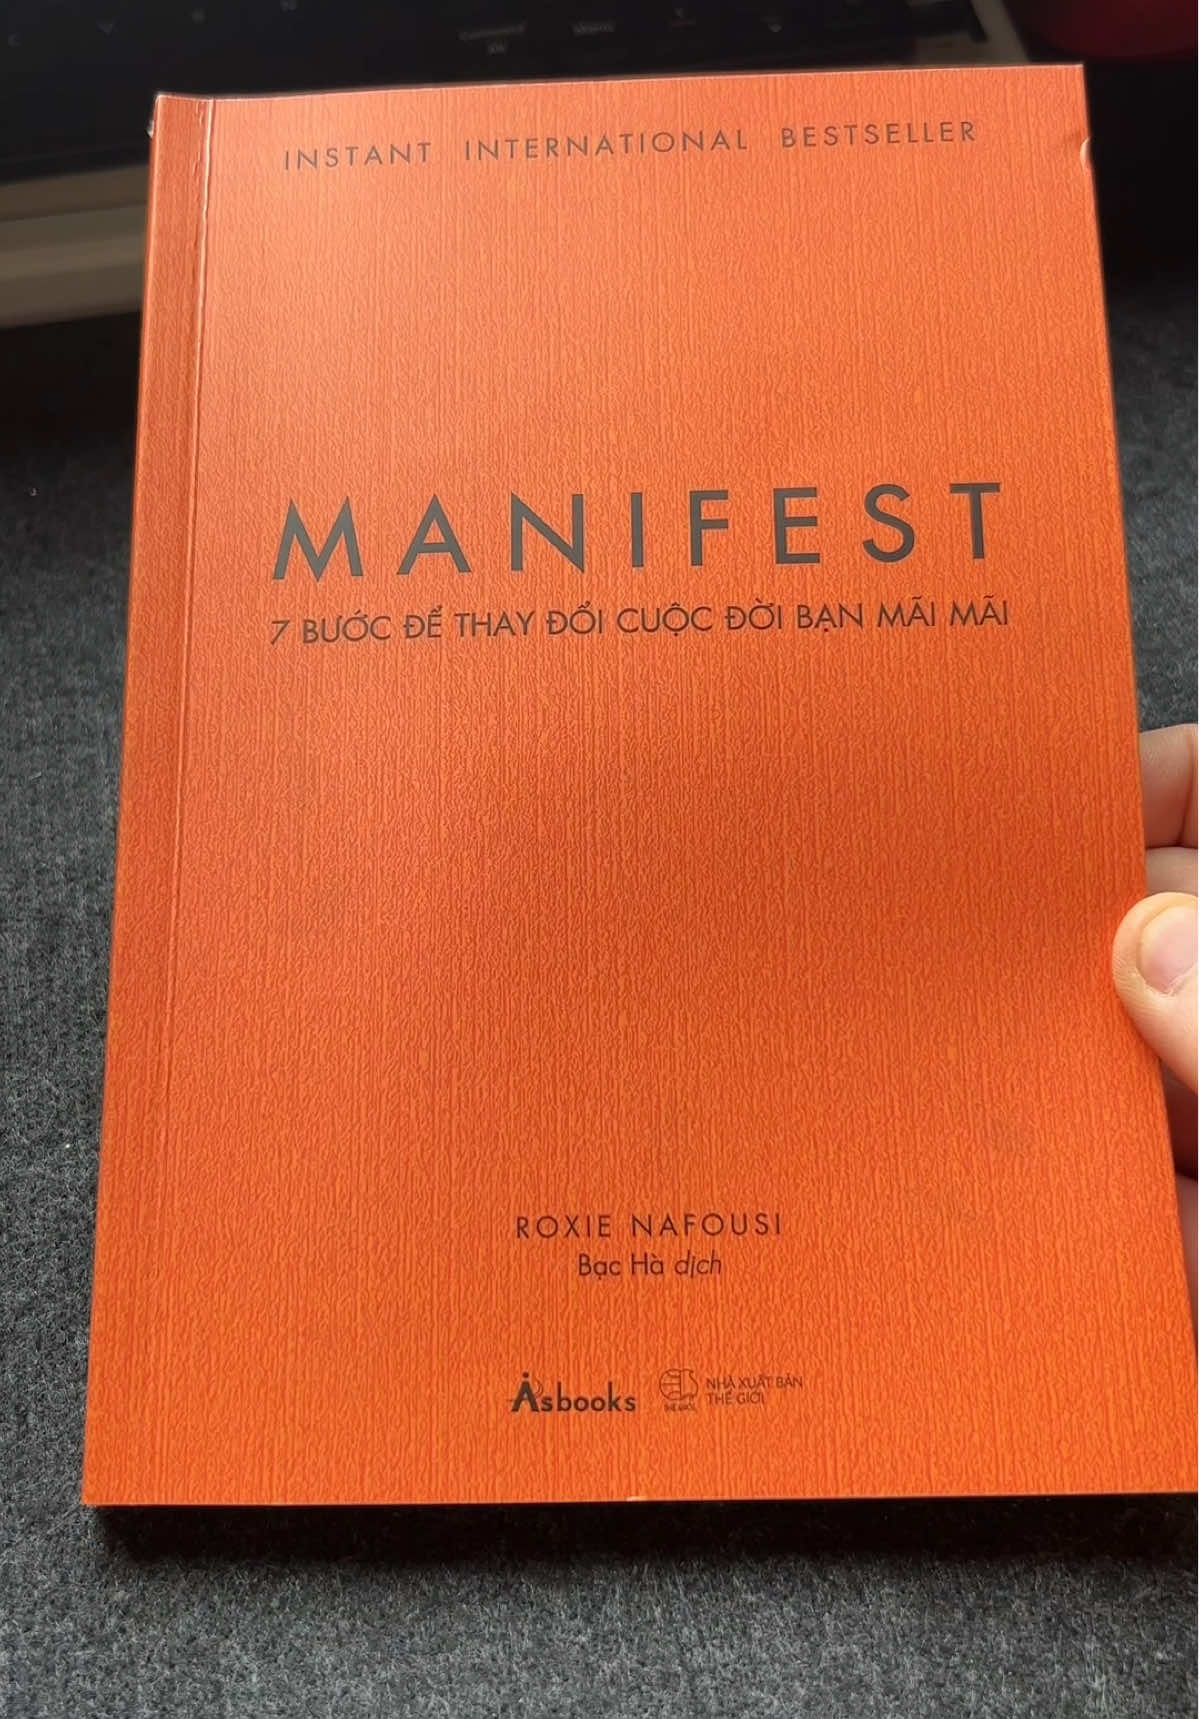 INSTANT INTERNATIONAL BESTSELLER
MANIFEST
7 BƯỚC ĐỂ THAY ĐỔI CUỘC ĐỜI BẠN MÃI MÃI
ROXIE NAFOUSI
Bạc Hà dịch
Asbooks
NHÀ XUẤT BẢN
THẾ GIỚI